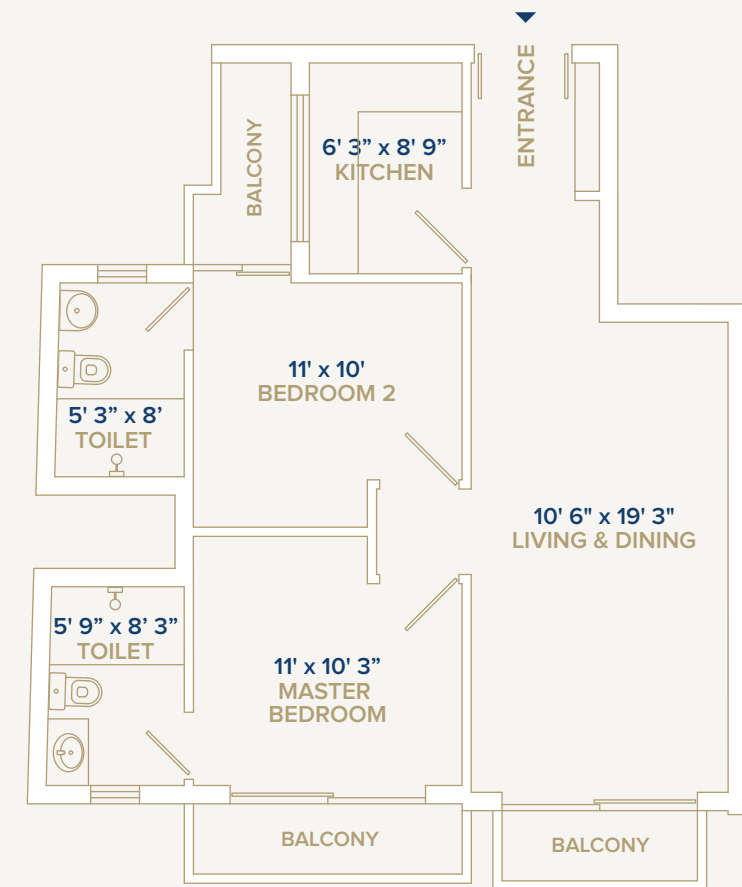 ENTRANCE
BALCONY
6' 3” x 8' 9”
KITCHEN
11' x 10'
BEDROOM 2
5' 3” x 8’
TOILET
10' 6" x 19' 3"
LIVING & DINING
5' 9” x 8’ 3”
TOILET
11' x 10' 3”
MASTER
BEDROOM
BALCONY
BALCONY